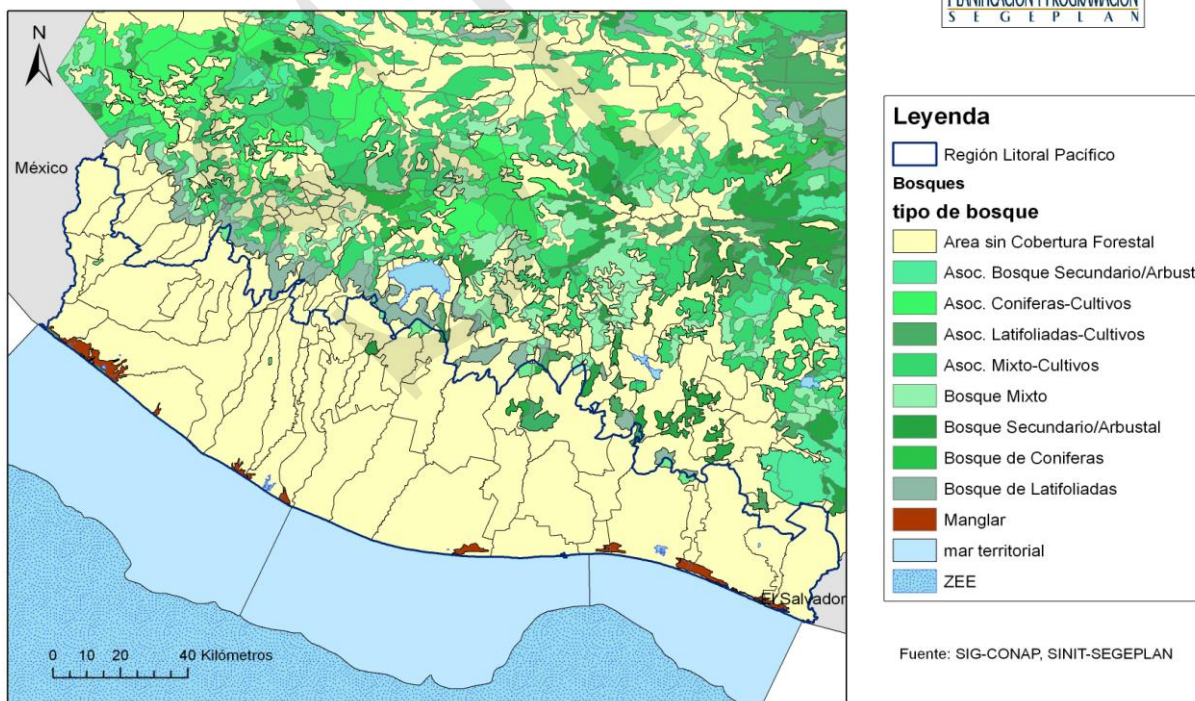 PLANIFICACIÓN Y PROGRAMACIÓN
SEGEPLAN
N
México
El Salvador
0 10 20 40 Kilómetros
Leyenda
Región Litoral Pacífico
Bosques
tipo de bosque
Area sin Cobertura Forestal
Asoc. Bosque Secundario/Arbust
Asoc. Coniferas-Cultivos
Asoc. Latifoliadas-Cultivos
Asoc. Mixto-Cultivos
Bosque Mixto
Bosque Secundario/Arbustal
Bosque de Coniferas
Bosque de Latifoliadas
Manglar
mar territorial
ZEE
Fuente: SIG-CONAP, SINIT-SEGEPLAN